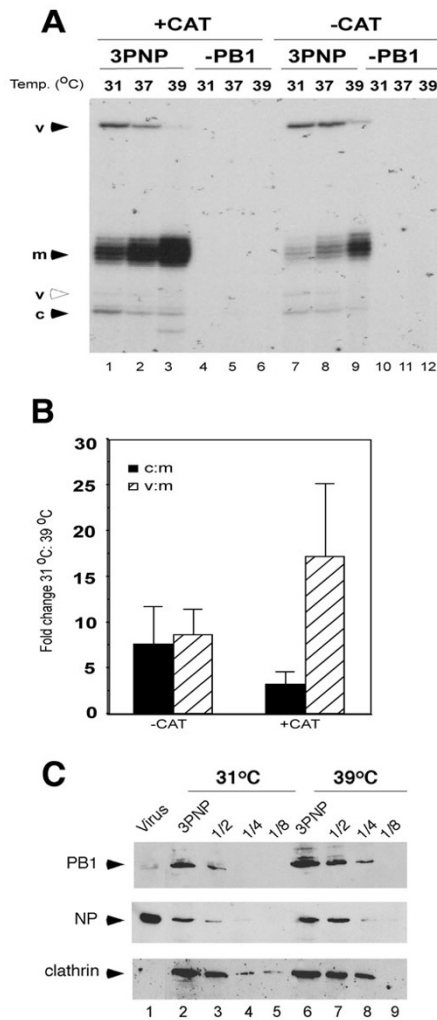 A
+CAT -CAT
3PNP -PB1 3PNP -PB1
Temp. (°C) 31 37 39 31 37 39 31 37 39 31 37 39
v
m
v
c
1 2 3 4 5 6 7 8 9 10 11 12
B
30
25
20
15
10
5
0
c:m
v:m
Fold change 31 °C: 39 °C
-CAT +CAT
C
31°C 39°C
Virus 3PNP 1/2 1/4 1/8 3PNP 1/2 1/4 1/8
PB1
NP
clathrin
1 2 3 4 5 6 7 8 9